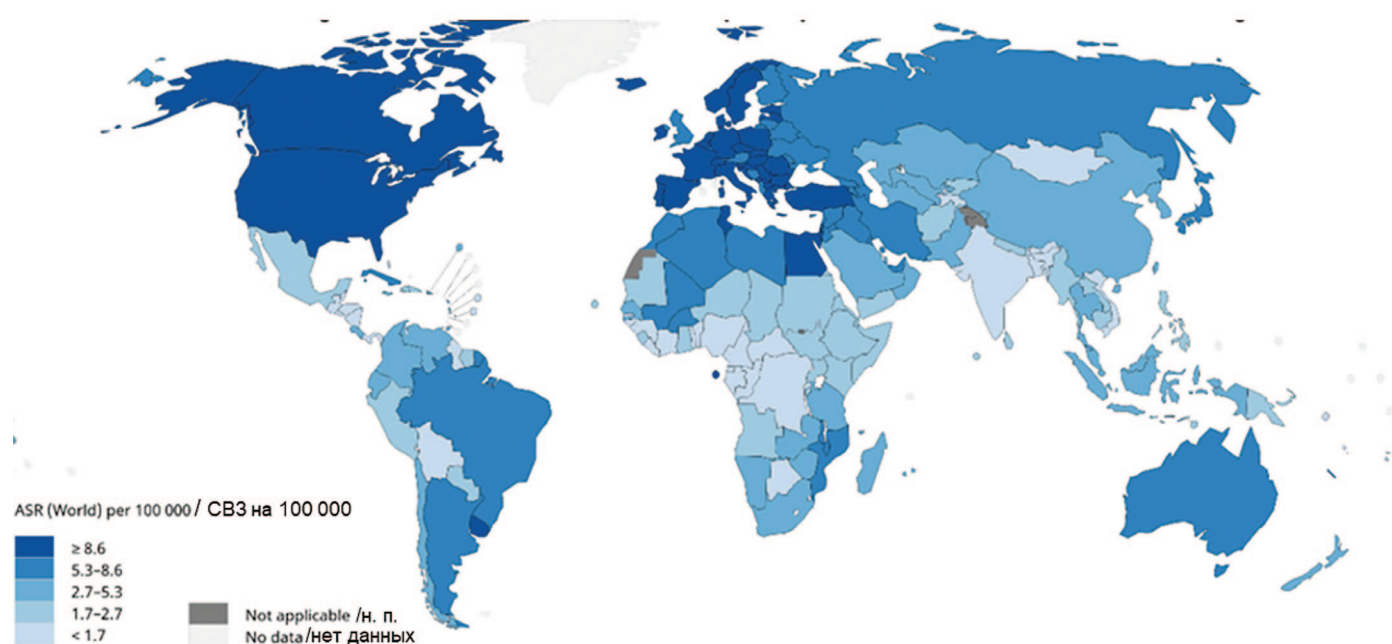 ASR (World) per 100 000 / СВЗ на 100 000
≥ 8.6
5.3–8.6
2.7–5.3
1.7–2.7
< 1.7
Not applicable /н. п.
No data /нет данных